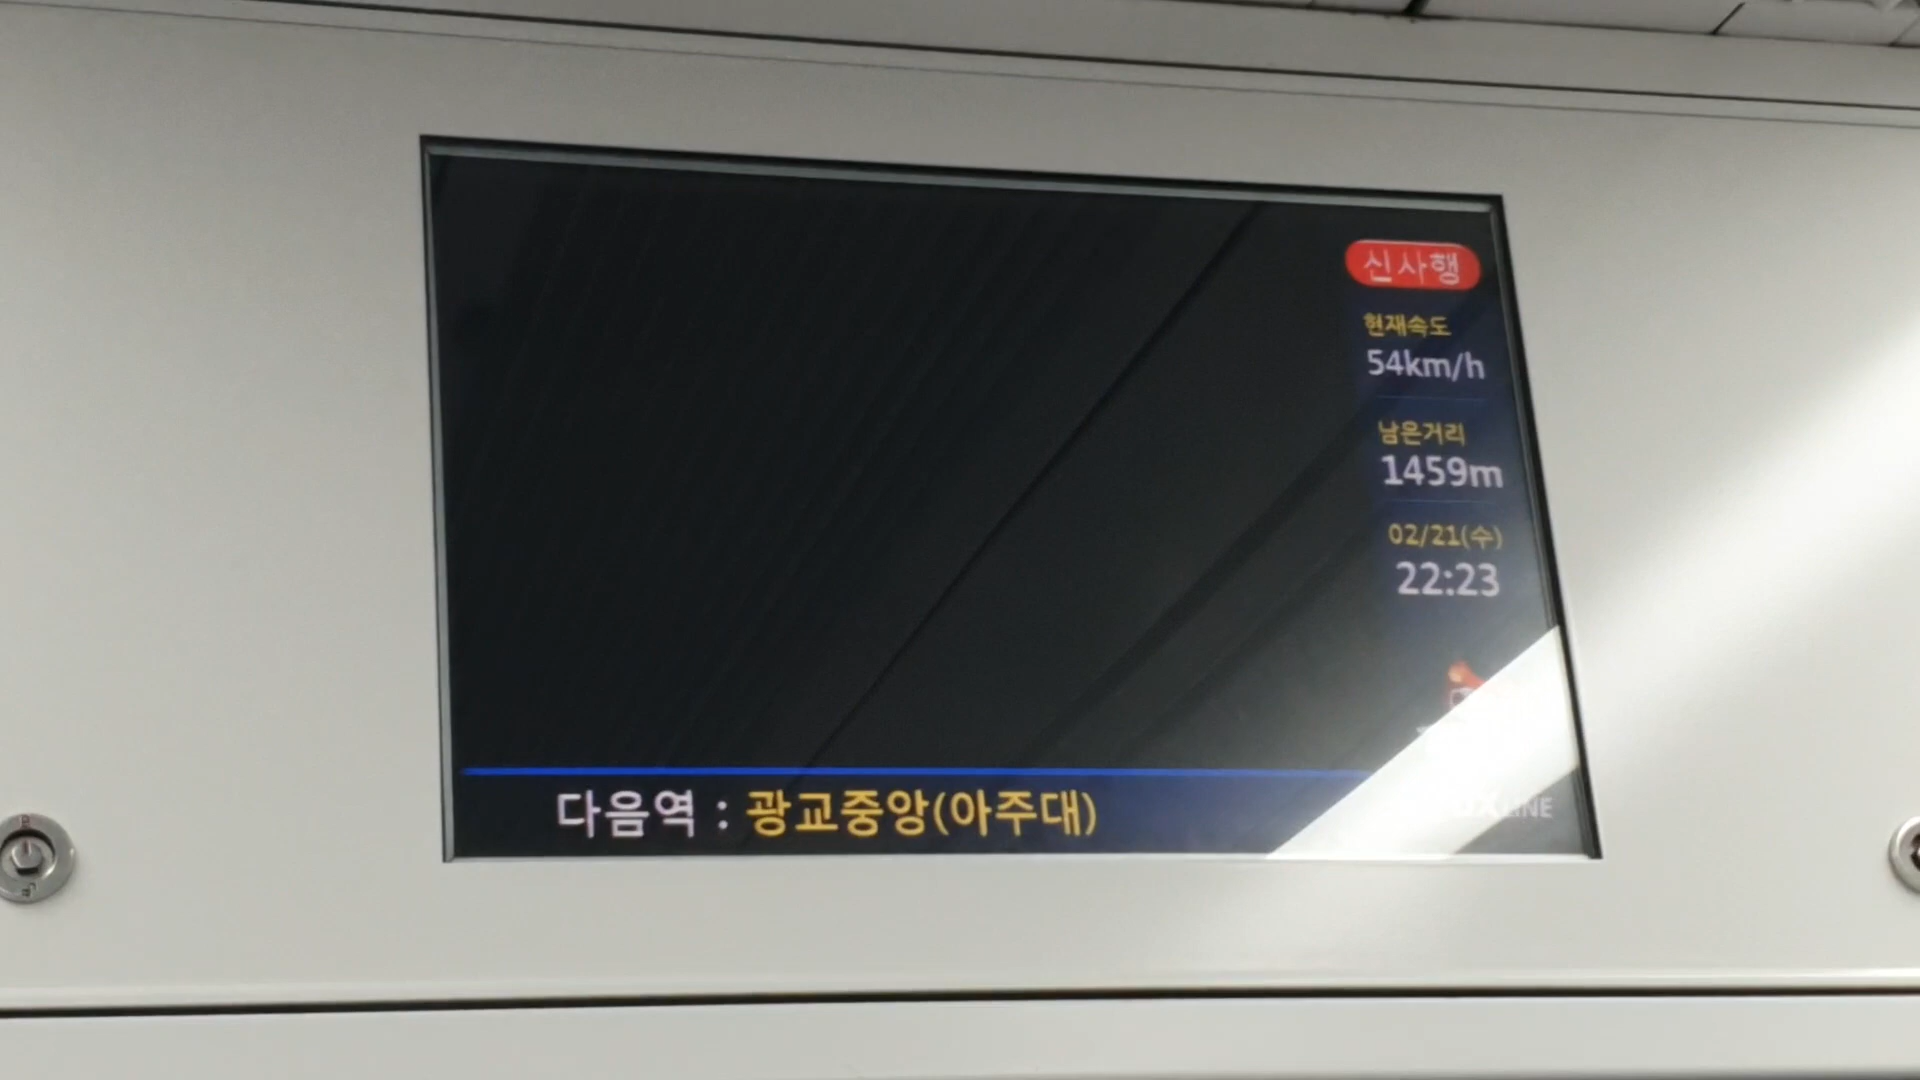 신사행
현재속도
54km/h
남은거리
1459m
02/21(수)
22:23
다음역 : 광교중앙(아주대)
LINE